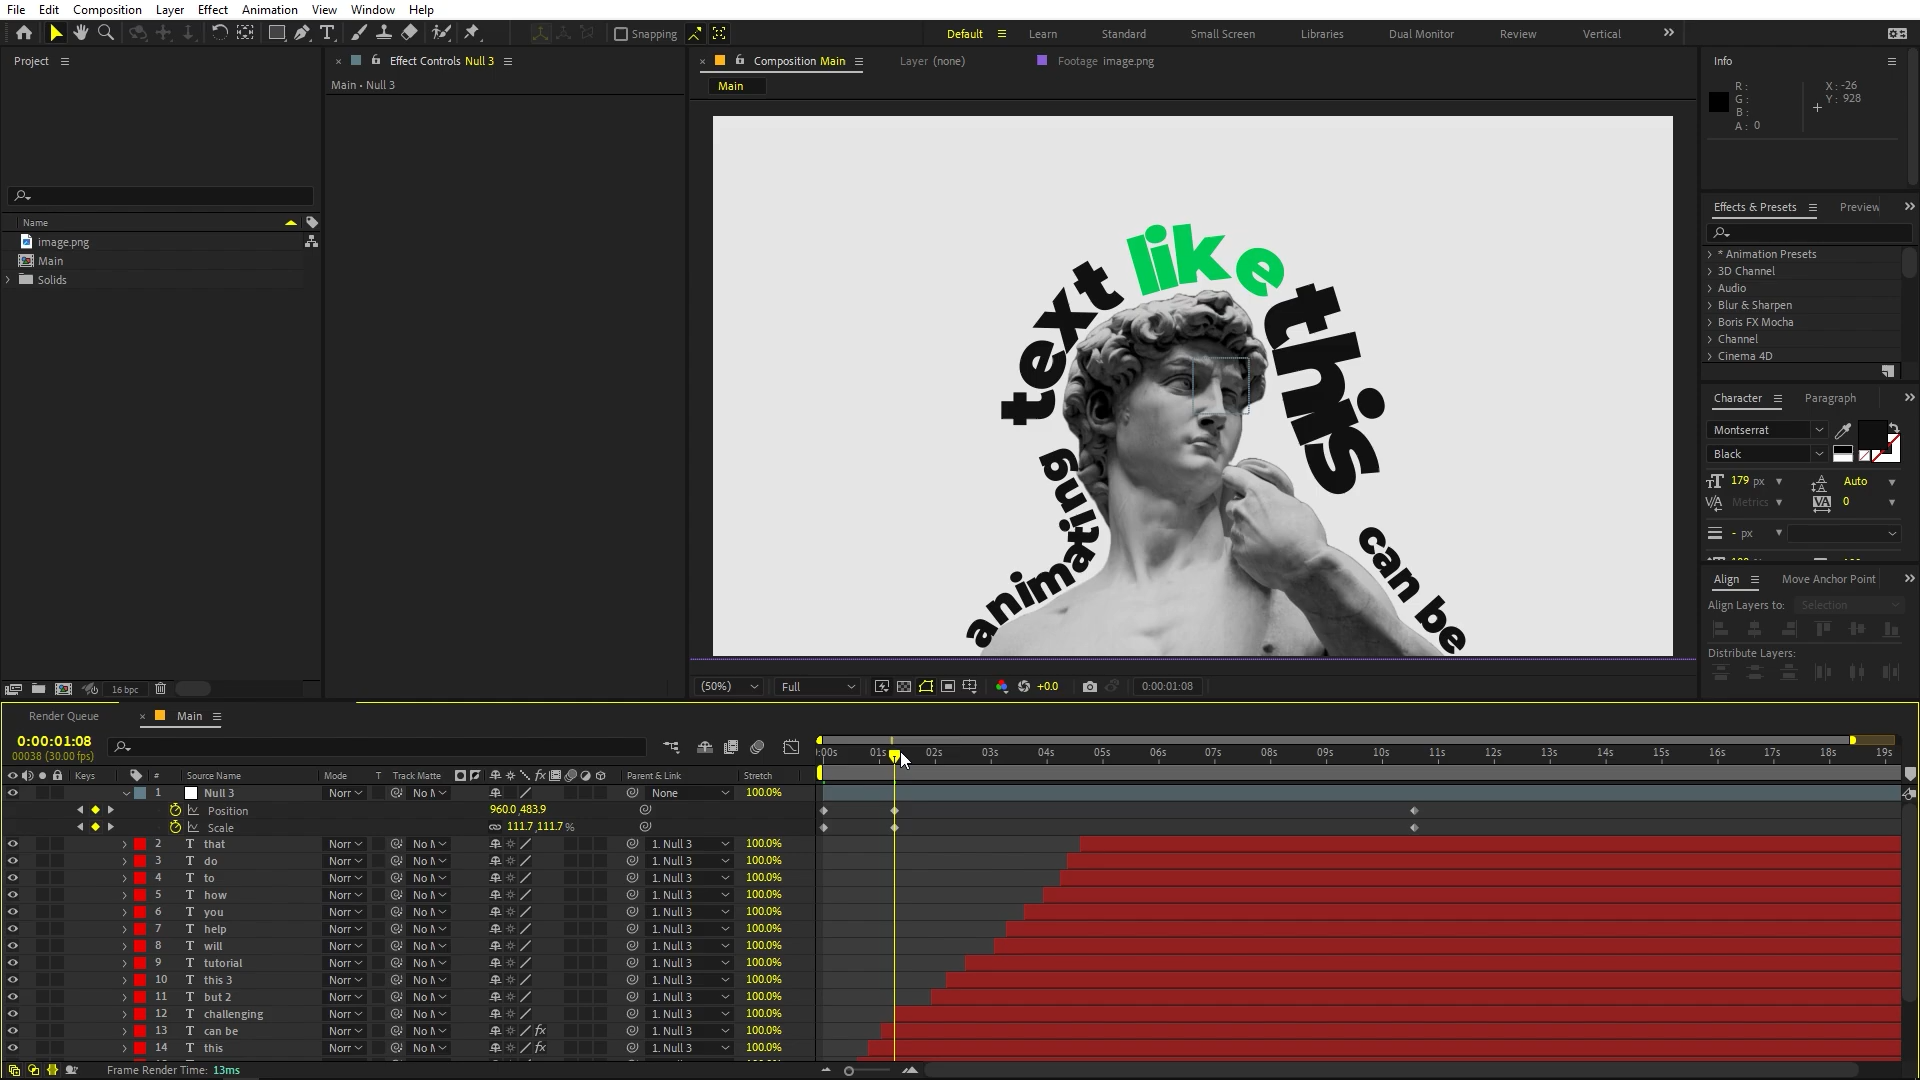 File Edit Composition Layer Effect Animation View Window Help
Snapping Default Learn Standard Small Screen Libraries Dual Monitor Review Vertical
Project
Effect Controls Null 3
Main • Null 3
Composition Main Layer (none) Footage image.png
Main
Info
R :
G :
B :
A : 0
X : -26
Y : 928
Name
image.png
Main
Solids
text like this
animating
can be
Effects & Presets Preview
* Animation Presets
3D Channel
Audio
Blur & Sharpen
Boris FX Mocha
Channel
Cinema 4D
Character Paragraph
Montserrat
Black
179 px Auto
Metrics 0
- px
Align Move Anchor Point
Align Layers to: Selection
Distribute Layers:
16 bpc
(50%) Full +0.0 0:00:01:08
Render Queue Main
0:00:01:08
00038 (30.00 fps)
:00s 01s 02s 03s 04s 05s 06s 07s 08s 09s 10s 11s 12s 13s 14s 15s 16s 17s 18s 19s
Keys # Source Name Mode T Track Matte Parent & Link Stretch
1 Null 3 Norr No M None 100.0%
Position 960.0,483.9
Scale 111.7,111.7 %
2 T that Norr No M 1. Null 3 100.0%
3 T do Norr No M 1. Null 3 100.0%
4 T to Norr No M 1. Null 3 100.0%
5 T how Norr No M 1. Null 3 100.0%
6 T you Norr No M 1. Null 3 100.0%
7 T help Norr No M 1. Null 3 100.0%
8 T will Norr No M 1. Null 3 100.0%
9 T tutorial Norr No M 1. Null 3 100.0%
10 T this 3 Norr No M 1. Null 3 100.0%
11 T but 2 Norr No M 1. Null 3 100.0%
12 T challenging Norr No M 1. Null 3 100.0%
13 T can be Norr No M fx 1. Null 3 100.0%
14 T this Norr No M fx 1. Null 3 100.0%
Frame Render Time: 13ms